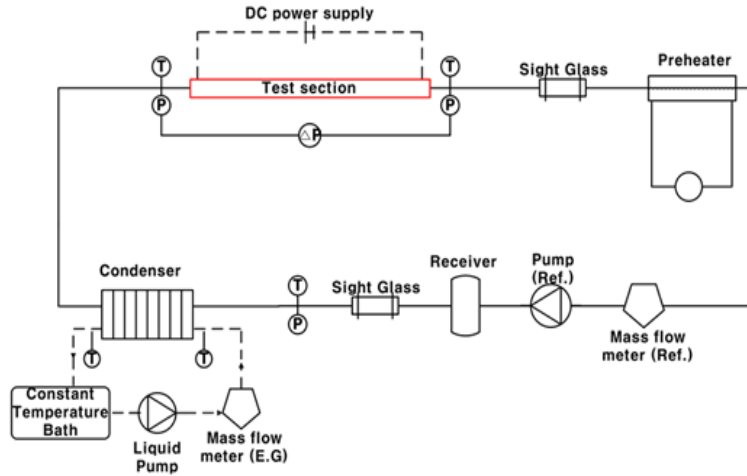 DC power supply
T
T
Sight Glass
Preheater
Test section
P
P
△P
Condenser
Sight Glass
Receiver
Pump
(Ref.)
T
P
Mass flow
meter (Ref.)
T
T
Constant
Temperature
Bath
Liquid
Pump
Mass flow
meter (E.G)